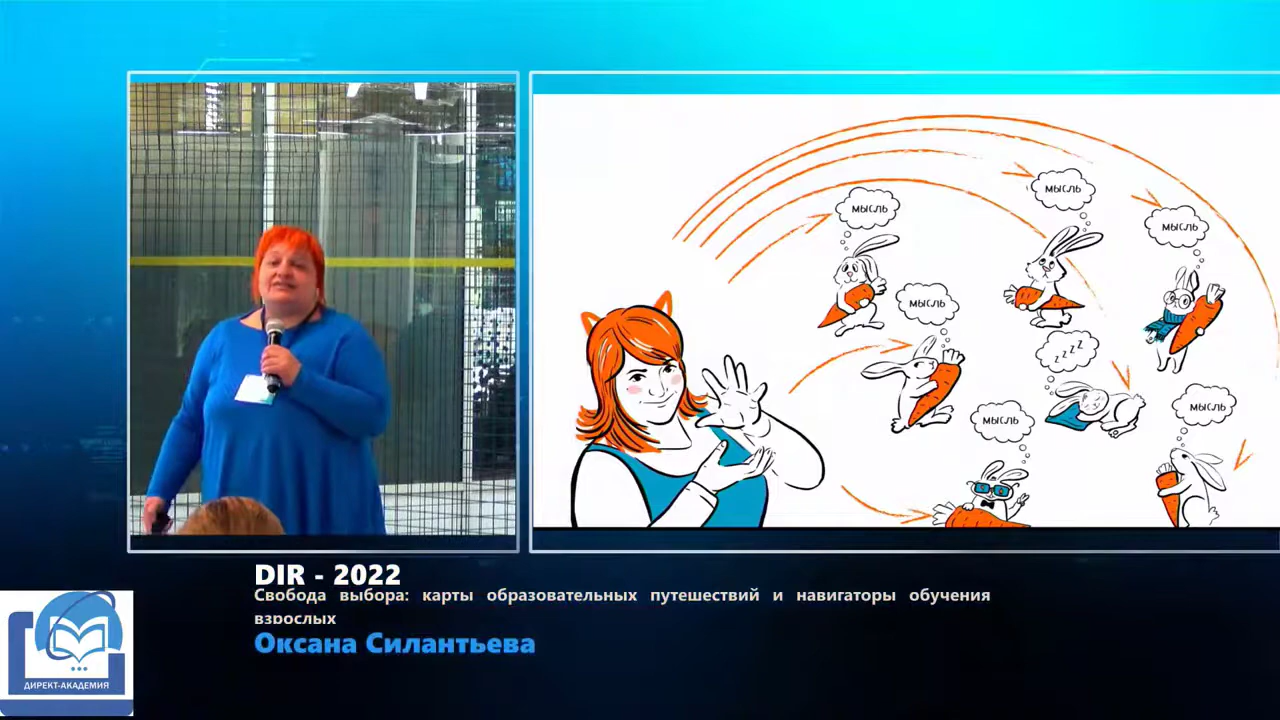 мысль
мысль
мысль
мысль
zzzz
мысль
мысль
DIR - 2022
Свобода выбора: карты образовательных путешествий и навигаторы обучения
взрослых
Оксана Силантьева
ДИРЕКТ-АКАДЕМИЯ